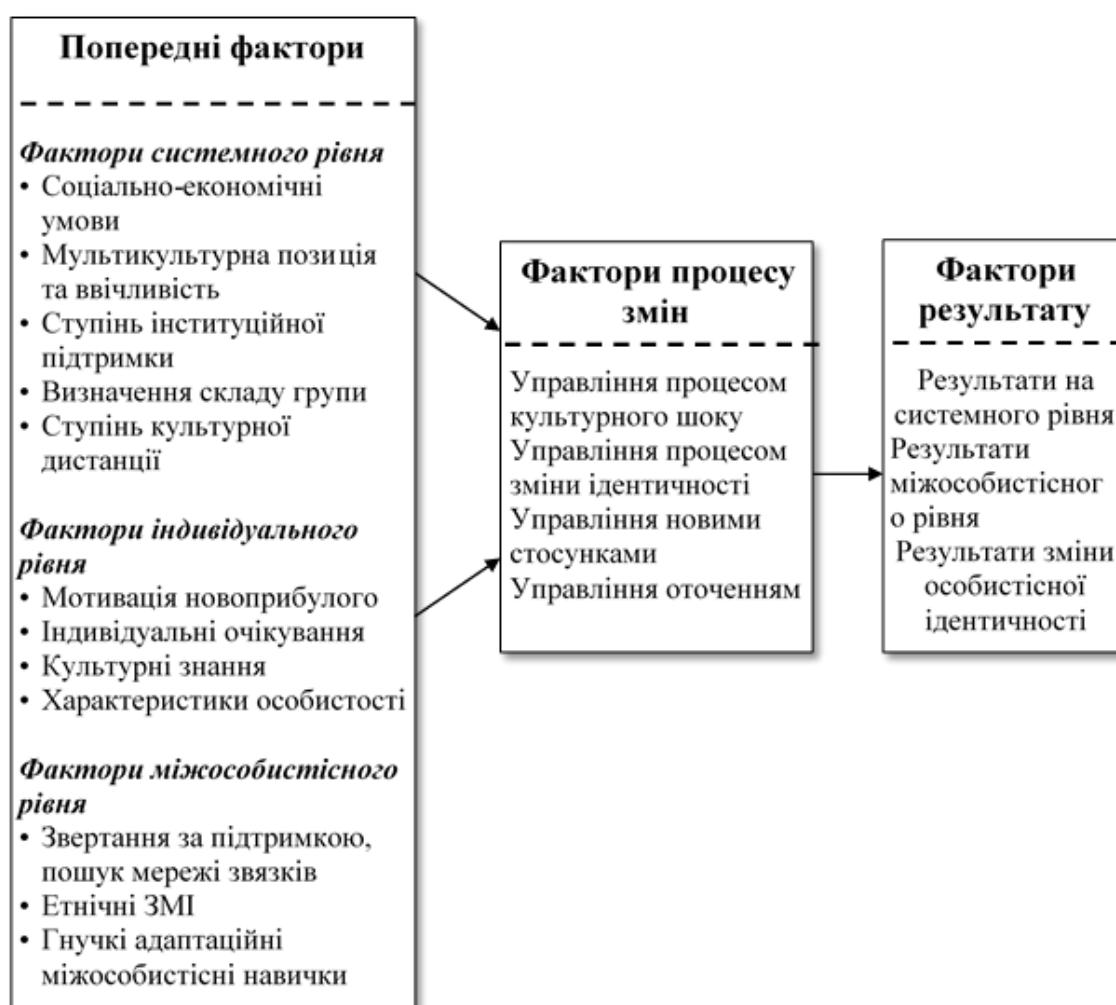 Попередні фактори
Фактори системного рівня
• Соціально-економічні
умови
• Мультикультурна позиція
та ввічливість
• Ступінь інституційної
підтримки
• Визначення складу групи
• Ступінь культурної
дистанції
Фактори індивідуального
рівня
• Мотивація новоприбулого
• Індивідуальні очікування
• Культурні знання
• Характеристики особистості
Фактори міжособистісного
рівня
• Звертання за підтримкою,
пошук мережі звязків
• Етнічні ЗМІ
• Гнучкі адаптаційні
міжособистісні навички
Фактори процесу
змін
Управління процесом
культурного шоку
Управління процесом
зміни ідентичності
Управління новими
стосунками
Управління оточенням
Фактори
результату
Результати на
системного рівня
Результати
міжособистісног
о рівня
Результати зміни
особистісної
ідентичності